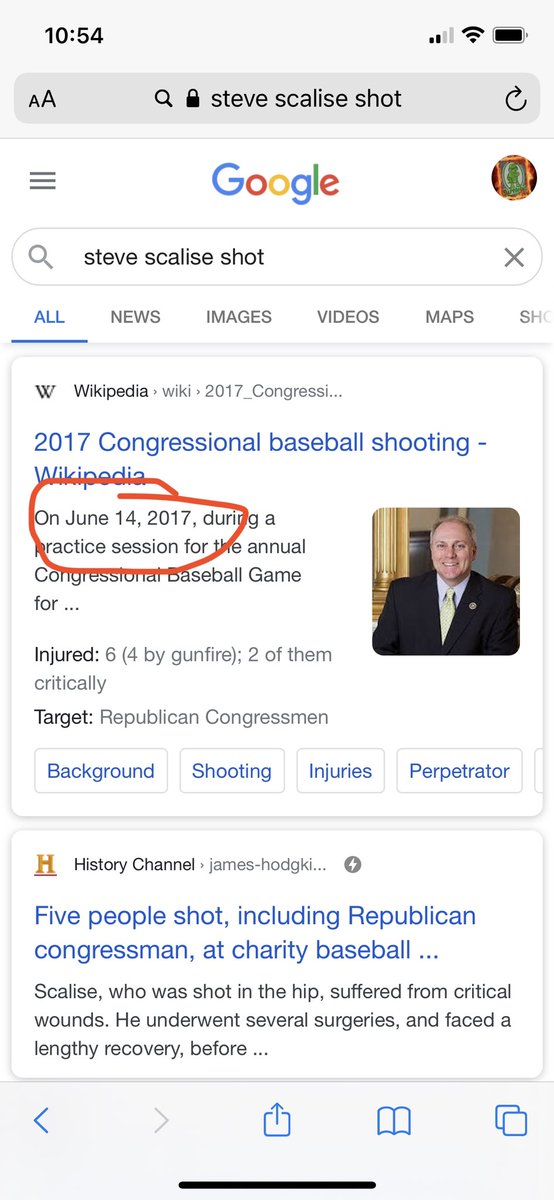 10:54
AA steve scalise shot
Google
steve scalise shot
ALL NEWS IMAGES VIDEOS MAPS SHO
W Wikipedia › wiki › 2017_Congressi...
2017 Congressional baseball shooting -
Wikipedia
On June 14, 2017, during a
practice session for the annual
Congressional Baseball Game
for ...
Injured: 6 (4 by gunfire); 2 of them
critically
Target: Republican Congressmen
Background Shooting Injuries Perpetrator
H History Channel › james-hodgki...
Five people shot, including Republican
congressman, at charity baseball ...
Scalise, who was shot in the hip, suffered from critical
wounds. He underwent several surgeries, and faced a
lengthy recovery, before ...